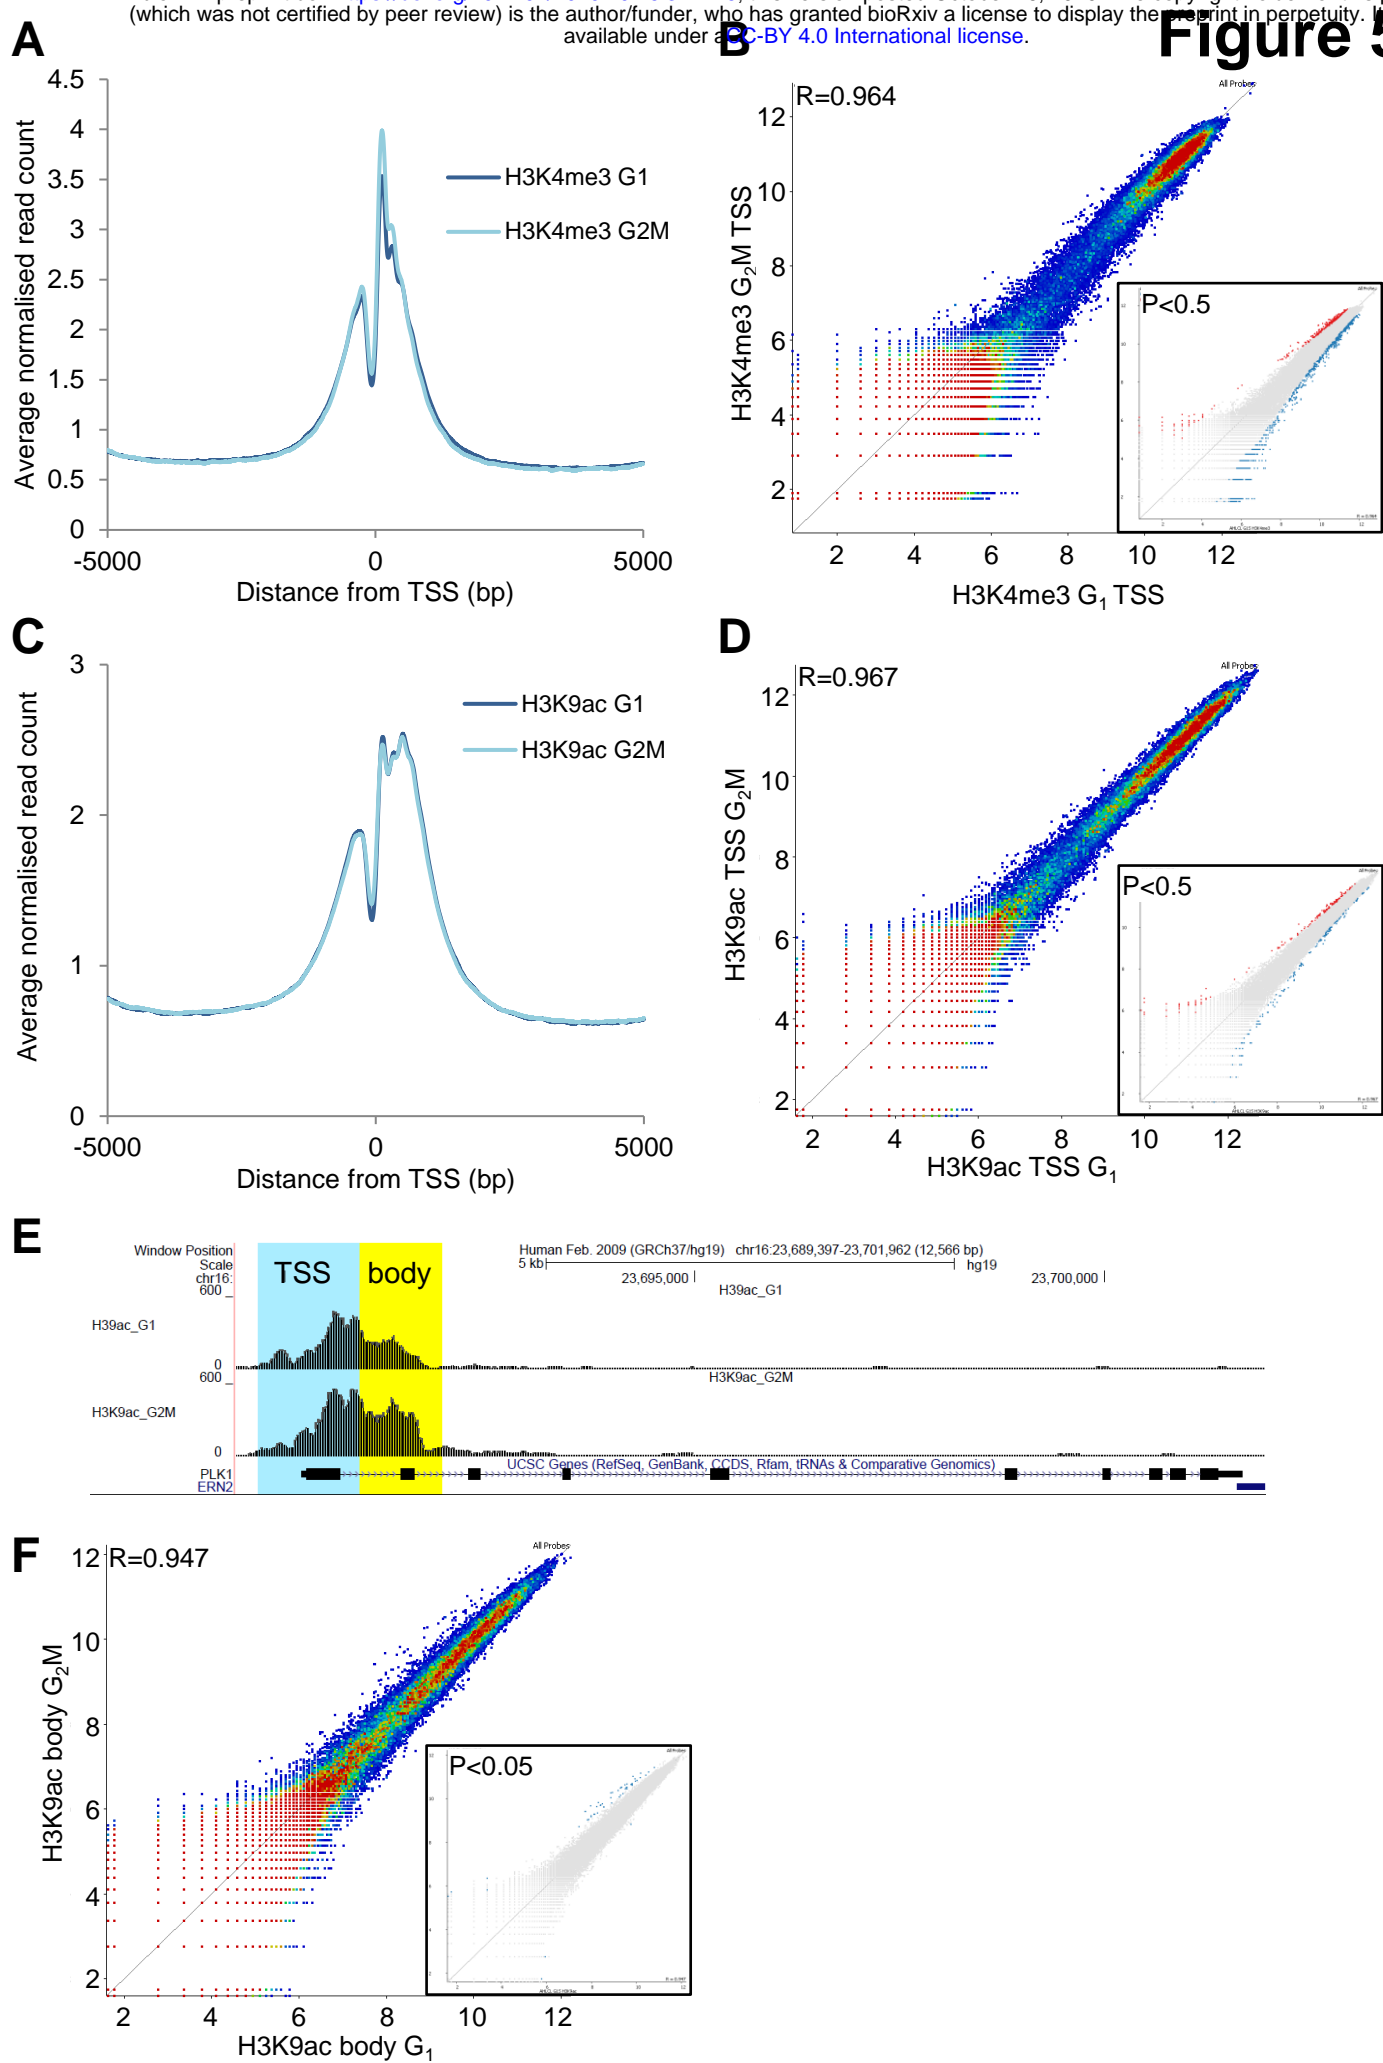 (which was not certified by peer review) is the author/funder, who has granted bioRxiv a license to display the preprint in perpetuity. It
available under aCC-BY 4.0 International license.
Figure 5
A
4.5
4
3.5
3
2.5
2
1.5
1
0.5
0
Average normalised read count
H3K4me3 G1
H3K4me3 G2M
-5000
0
5000
Distance from TSS (bp)
B
R=0.964
All Probes
12
10
8
6
4
2
H3K4me3 G2M TSS
P<0.5
2
4
6
8
10
12
H3K4me3 G1 TSS
C
3
2
1
0
Average normalised read count
H3K9ac G1
H3K9ac G2M
-5000
0
5000
Distance from TSS (bp)
D
R=0.967
All Probes
12
10
8
6
4
2
H3K9ac TSS G2M
P<0.5
2
4
6
8
10
12
H3K9ac TSS G1
E
Window Position
Human Feb. 2009 (GRCh37/hg19) chr16:23,689,397-23,701,962 (12,566 bp)
Scale
5 kb
hg19
chr16:
23,695,000
23,700,000
TSS
body
600
H39ac_G1
H39ac_G1
0
600
H3K9ac_G2M
H3K9ac_G2M
0
UCSC Genes (RefSeq, GenBank, CCDS, Rfam, tRNAs & Comparative Genomics)
PLK1
ERN2
F
R=0.947
All Probes
12
10
8
6
4
2
H3K9ac body G2M
P<0.05
2
4
6
8
10
12
H3K9ac body G1